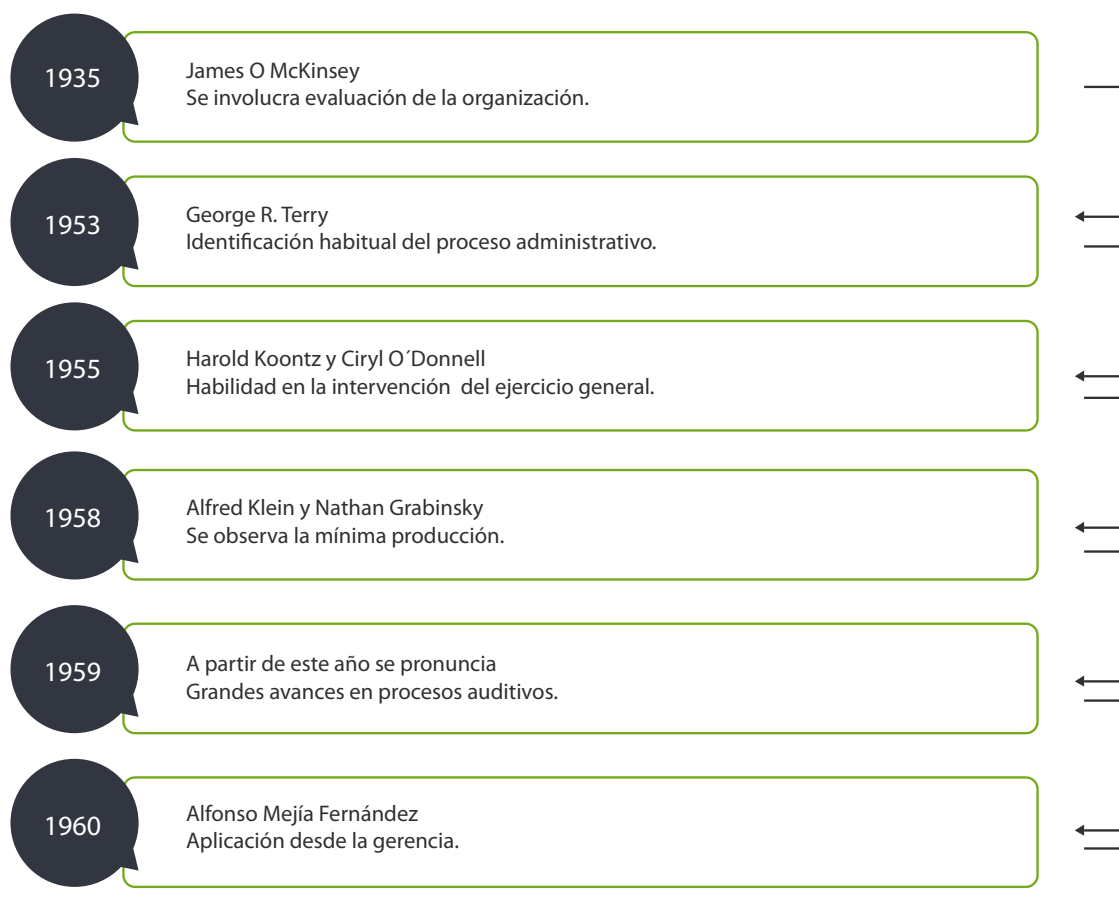 1935
James O McKinsey
Se involucra evaluación de la organización.
1953
George R. Terry
Identificación habitual del proceso administrativo.
1955
Harold Koontz y Ciryl O´Donnell
Habilidad en la intervención  del ejercicio general.
1958
Alfred Klein y Nathan Grabinsky
Se observa la mínima producción.
1959
A partir de este año se pronuncia
Grandes avances en procesos auditivos.
1960
Alfonso Mejía Fernández
Aplicación desde la gerencia.